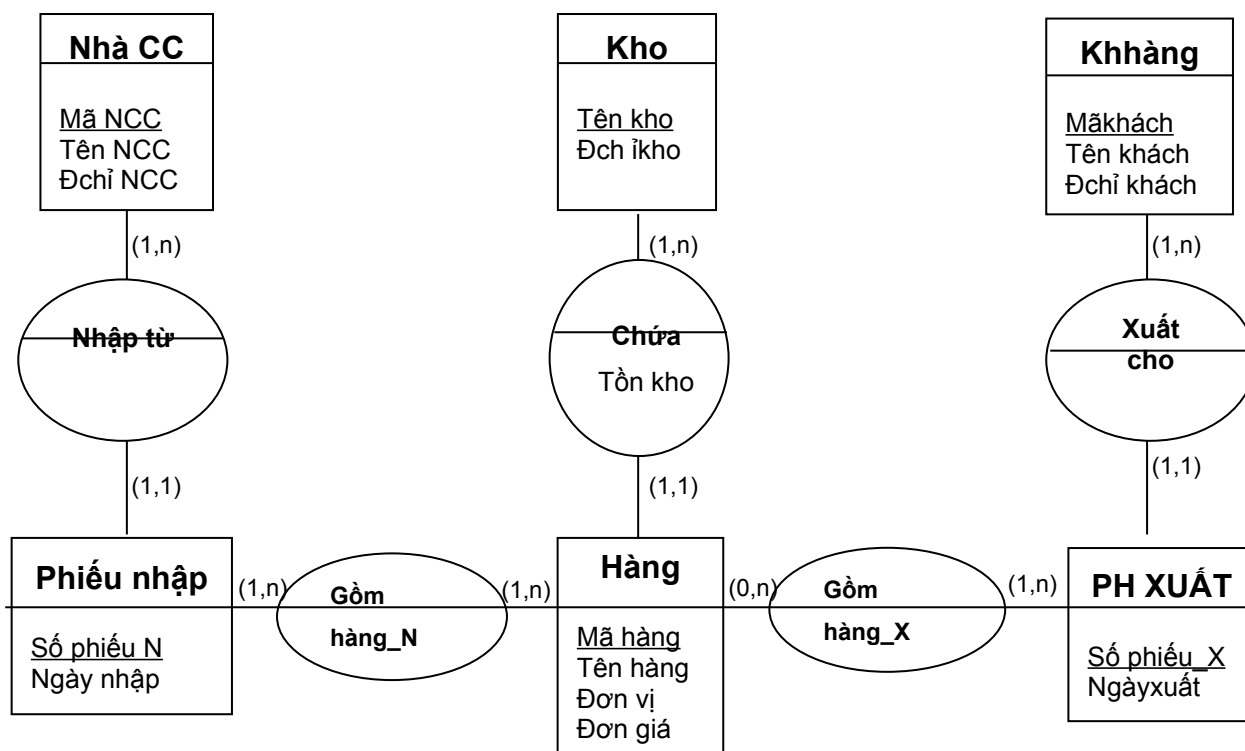 Nhà CC
Mã NCC
Tên NCC
Đchỉ NCC
Kho
Tên kho
Đch ỉkho
Khhàng
Mãkhách
Tên khách
Đchỉ khách
(1,n)
(1,n)
(1,n)
Nhập từ
Chứa
Tồn kho
Xuất
cho
(1,1)
(1,1)
(1,1)
Phiếu nhập
Số phiếu N
Ngày nhập
(1,n)
Gồm
hàng_N
(1,n)
Hàng
Mã hàng
Tên hàng
Đơn vị
Đơn giá
(0,n)
Gồm
hàng_X
(1,n)
PH XUẤT
Số phiếu_X
Ngàyxuất